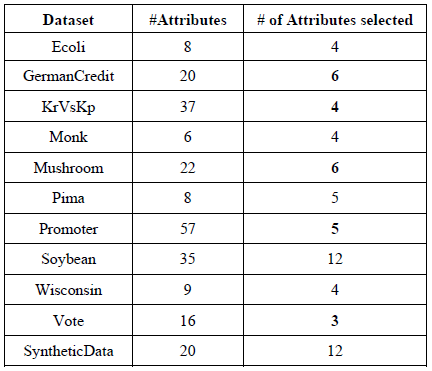 Dataset #Attributes # of Attributes selected
Ecoli 8 4
GermanCredit 20 6
KrVsKp 37 4
Monk 6 4
Mushroom 22 6
Pima 8 5
Promoter 57 5
Soybean 35 12
Wisconsin 9 4
Vote 16 3
SyntheticData 20 12